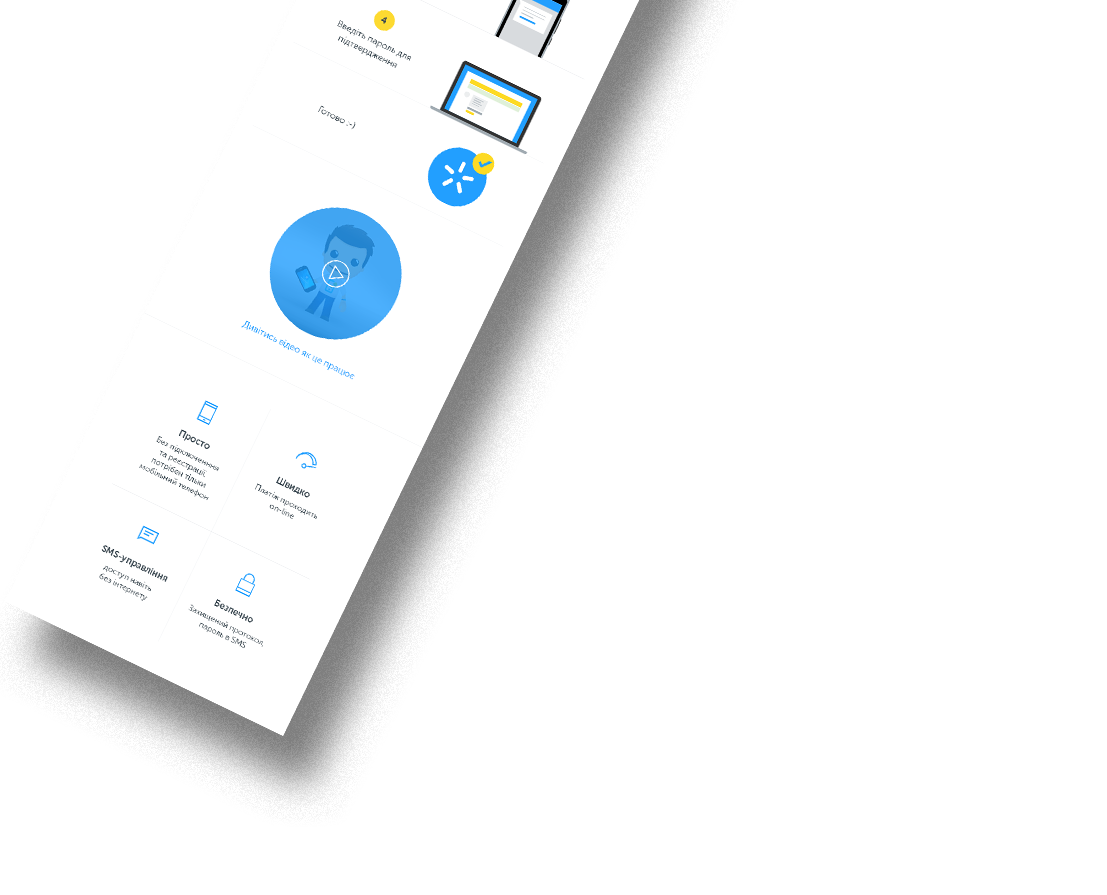 4
Введіть пароль для
підтвердження
Готово ;-)
Дивітись відео як це працює
Просто
Без підключення
та реєстрації,
потрібен тільки
мобільний телефон
Швидко
Платіж проходить
on-line
SMS-управління
доступ навіть
без інтернету
Безпечно
Захищений протокол,
пароль в SMS